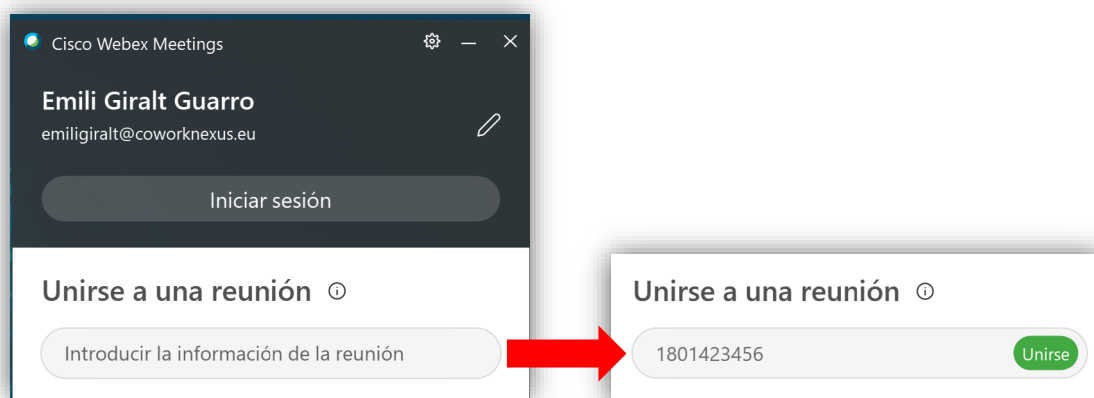 Cisco Webex Meetings
Emili Giralt Guarro
emiligiralt@coworknexus.eu
Iniciar sesión
Unirse a una reunión
Introducir la información de la reunión
Unirse a una reunión
1801423456
Unirse